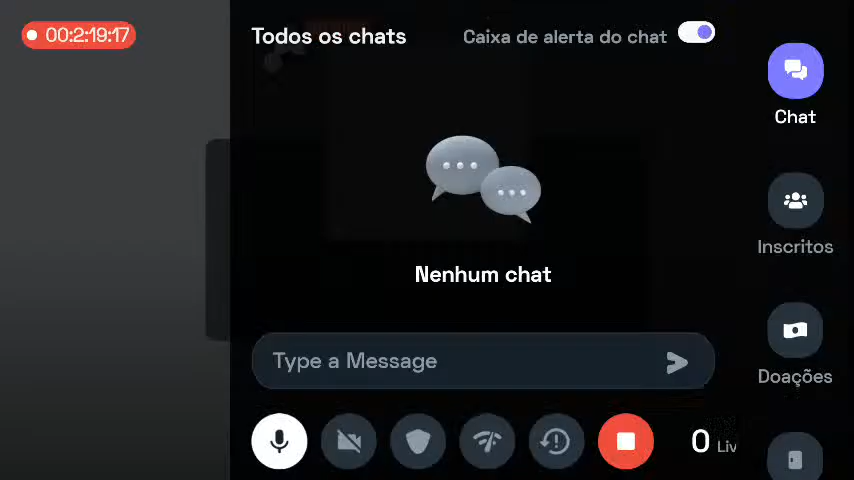 00:2:19:17
Todos os chats
Caixa de alerta do chat
Chat
Inscritos
Nenhum chat
Type a Message
Doações
0 Liv